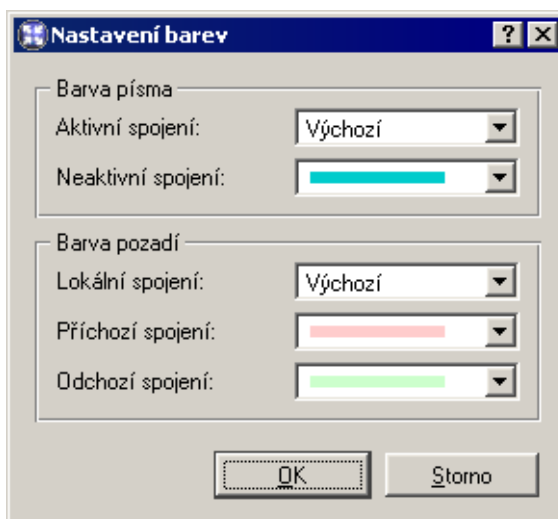 Nastavení barev
Barva písma
Aktivní spojení: Výchozí
Neaktivní spojení:
Barva pozadí
Lokální spojení: Výchozí
Příchozí spojení:
Odchozí spojení:
OK Storno